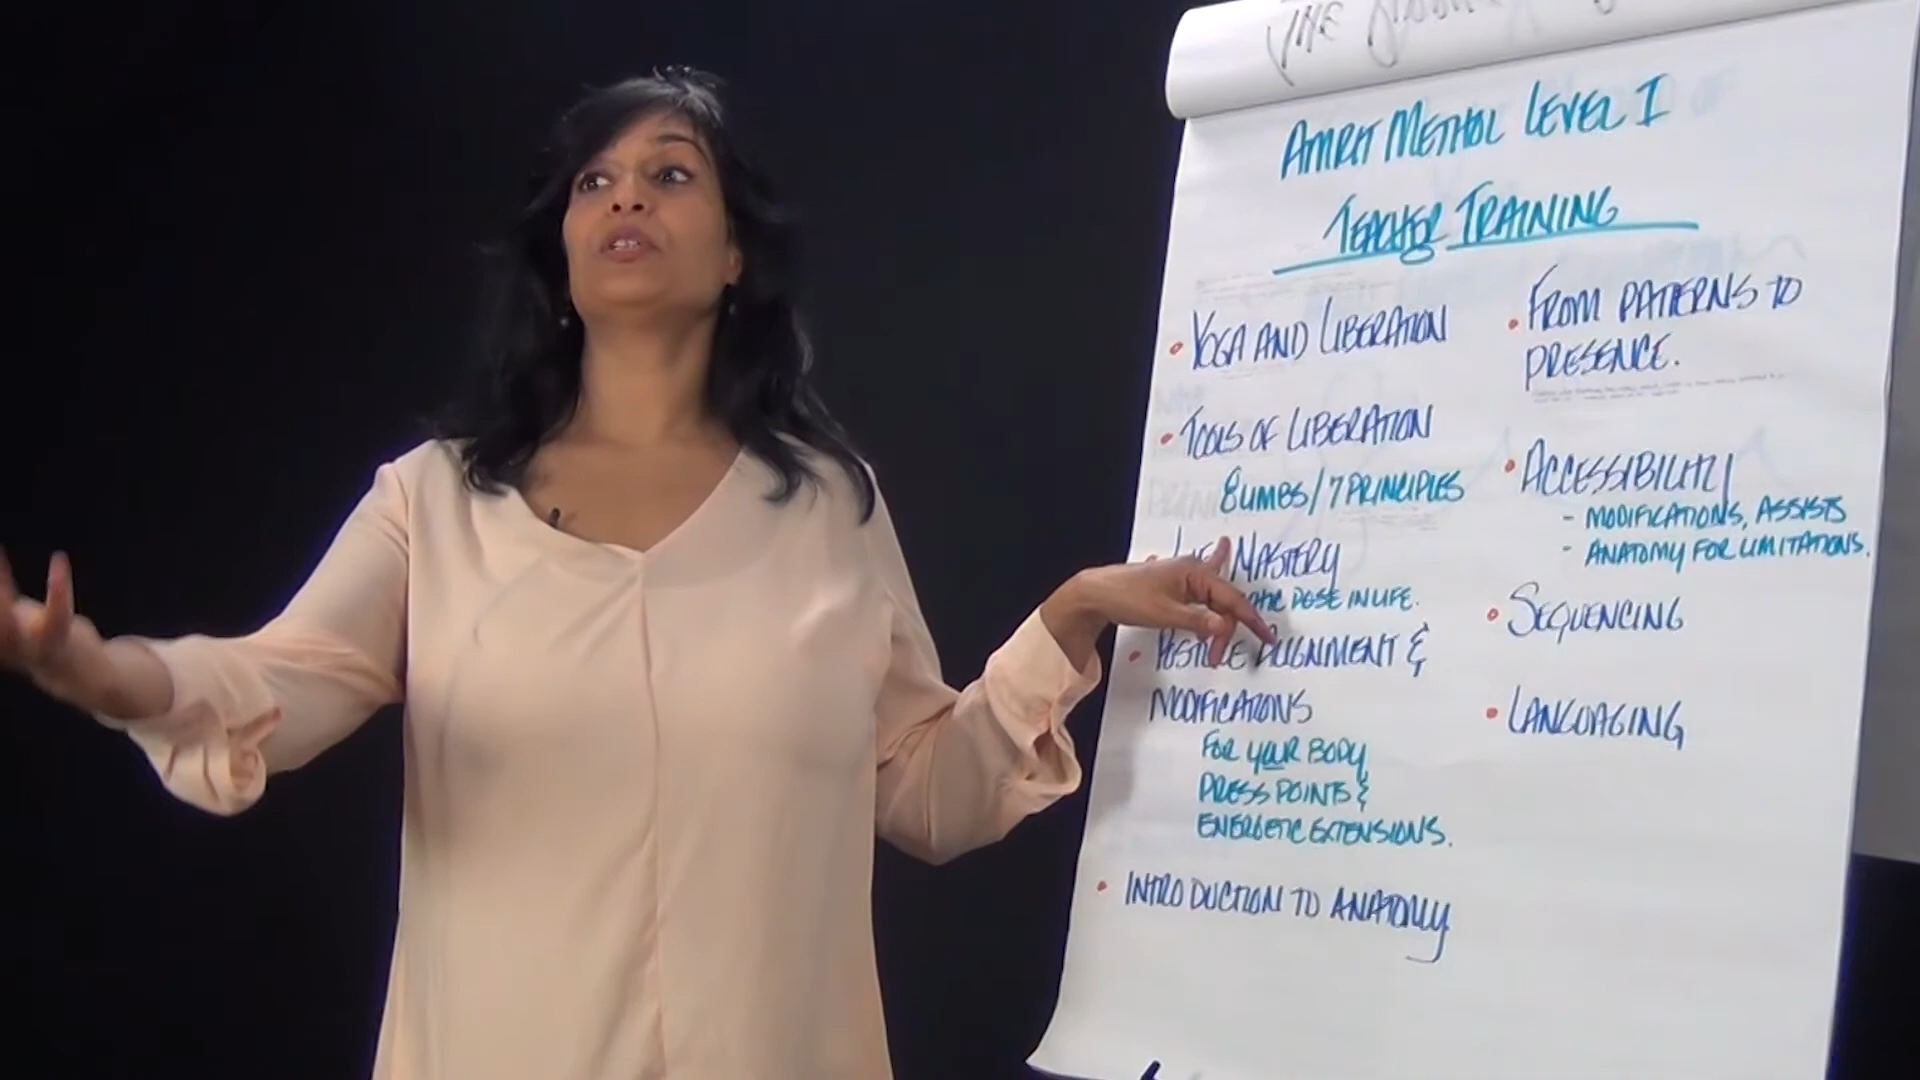 THE
AMRIT METHOD LEVEL I
TEACHER TRAINING
• YOGA AND LIBERATION
• TOOLS OF LIBERATION
8 LIMBS/7 PRINCIPLES
MASTERY
DOSE IN LIFE.
• POSTURE ALIGNMENT &
MODIFICATIONS
FOR YOUR BODY
PRESS POINTS &
ENERGETIC EXTENSIONS.
• INTRODUCTION TO ANATOMY
• FROM PATTERNS TO
PRESENCE.
• ACCESSIBILITY
- MODIFICATIONS, ASSISTS
- ANATOMY FOR LIMITATIONS.
• SEQUENCING
• LANGUAGING